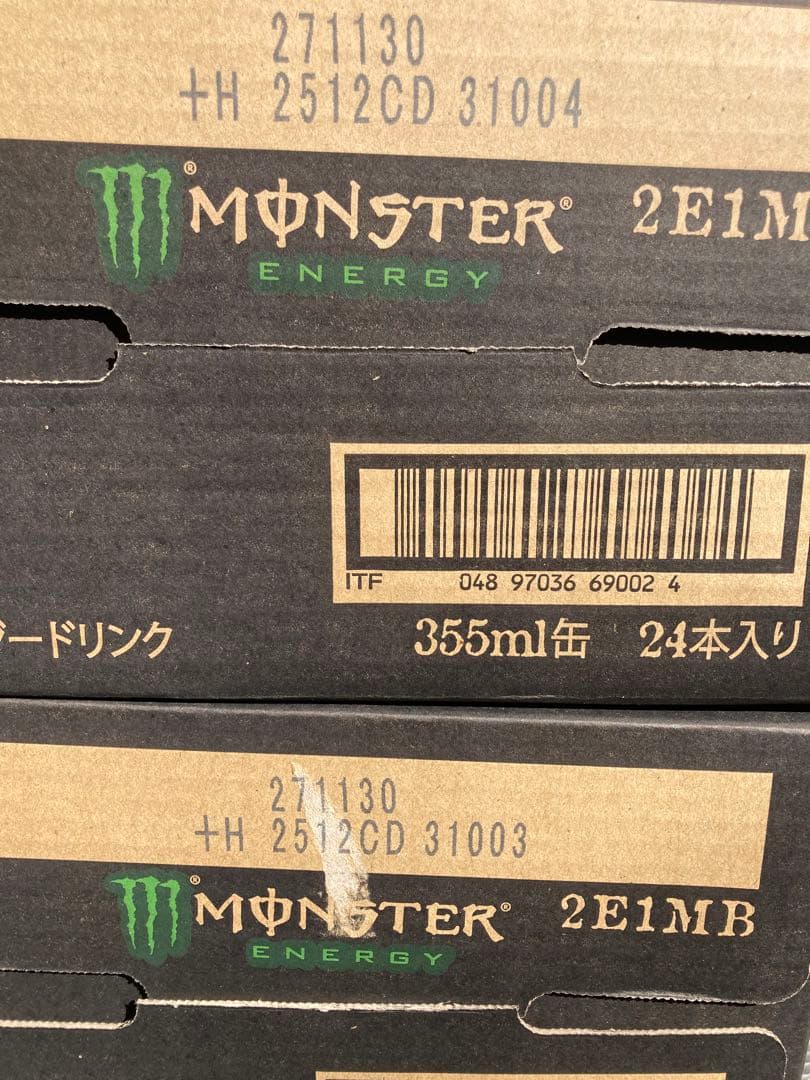 271130
+H 2512CD 31004
MONSTER® 2E1M
ENERGY
ITF 048 97036 69002 4
ードリンク 355ml缶 24本入り
271130
+H 2512CD 31003
MONSTER® 2E1MB
ENERGY